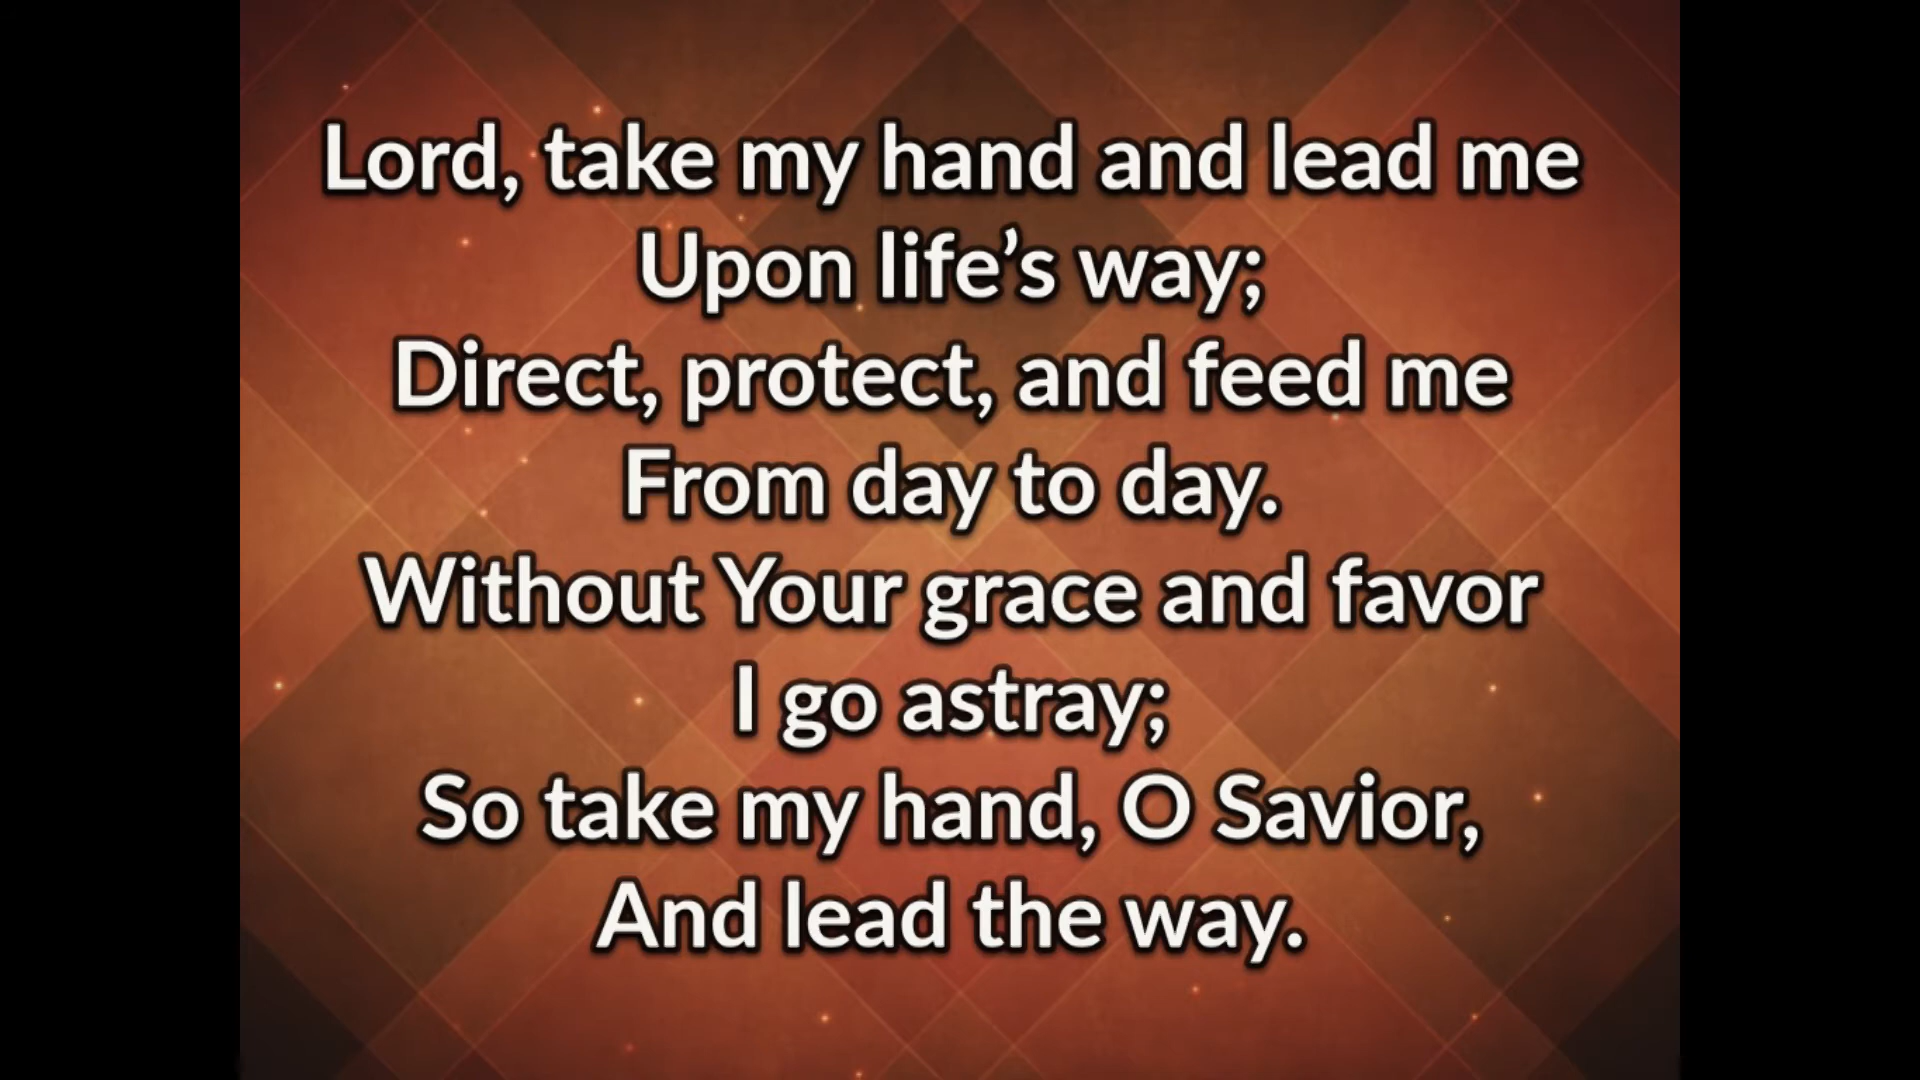 Lord, take my hand and lead me
Upon life’s way;
Direct, protect, and feed me
From day to day.
Without Your grace and favor
I go astray;
So take my hand, O Savior,
And lead the way.